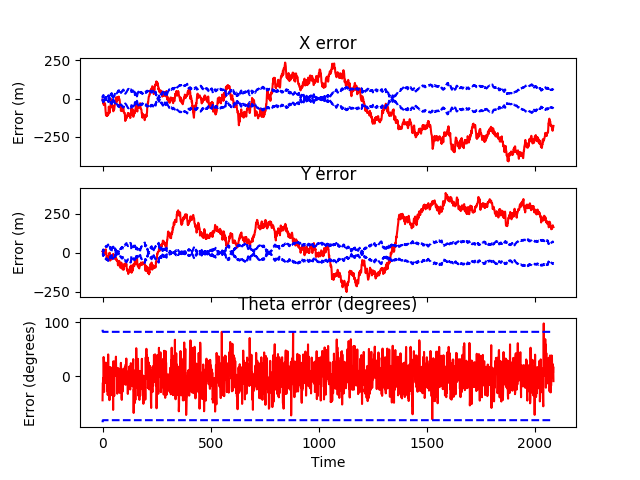 X error
Error (m)
250
0
−250
Y error
Error (m)
250
0
−250
Theta error (degrees)
Error (degrees)
100
0
0
500
1000
1500
2000
Time